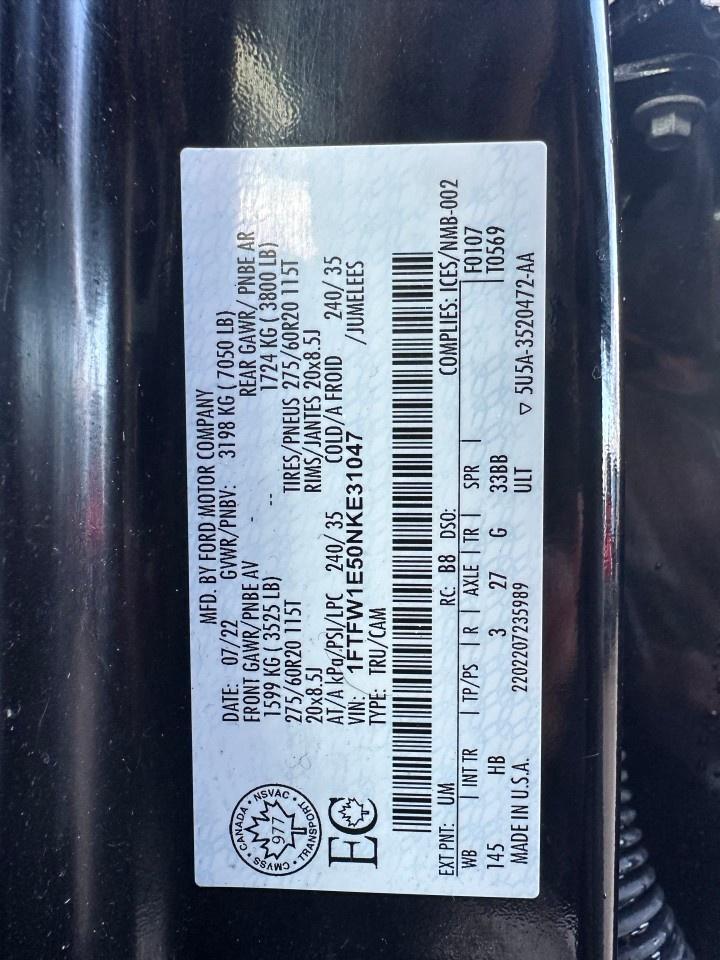 MFD. BY FORD MOTOR COMPANY
DATE: 07/22 GVWR/PNBV: 3198 KG ( 7050 LB)
FRONT GAWR/PNBE AV REAR GAWR/ PNBE AR
1599 KG ( 3525 LB) - -- 1724 KG ( 3800 LB)
275/60R20 115T TIRES/PNEUS 275/60R20 115T
20x8.5J RIMS/JANTES 20x8.5J
AT/A kPa/PSI/LPC 240/ 35 COLD/A FROID 240/ 35
VIN: 1FTFW1E50NKE31047 /JUMELEES
TYPE: TRU/CAM
CANADA · NSVAC · TRANSPORT · CMVSS ·
977
EC
EXT PNT: UM RC: B8 DSO: COMPLIES: ICES/NMB-002
WB | INT TR | TP/PS | R | AXLE | TR | SPR | F0107
145 HB 3 27 G 33BB T0569
MADE IN U.S.A. 2202207235989 ULT ▽ 5U5A-3520472-AA